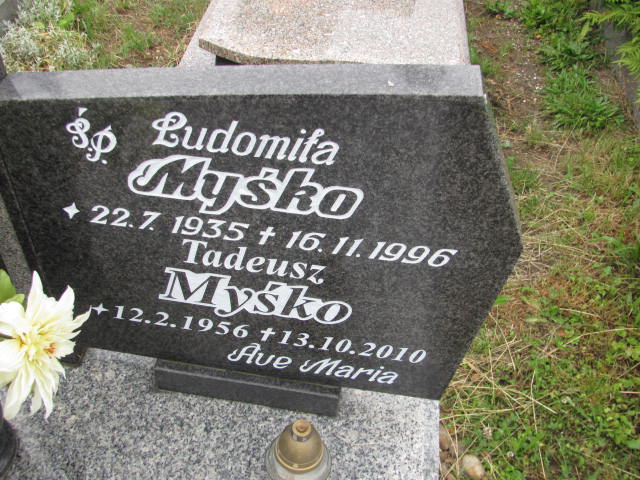 Ś.P. Ludomiła
Myśko
22.7.1935 † 16.11.1996
Tadeusz
Myśko
12.2.1956 † 13.10.2010
Ave Maria